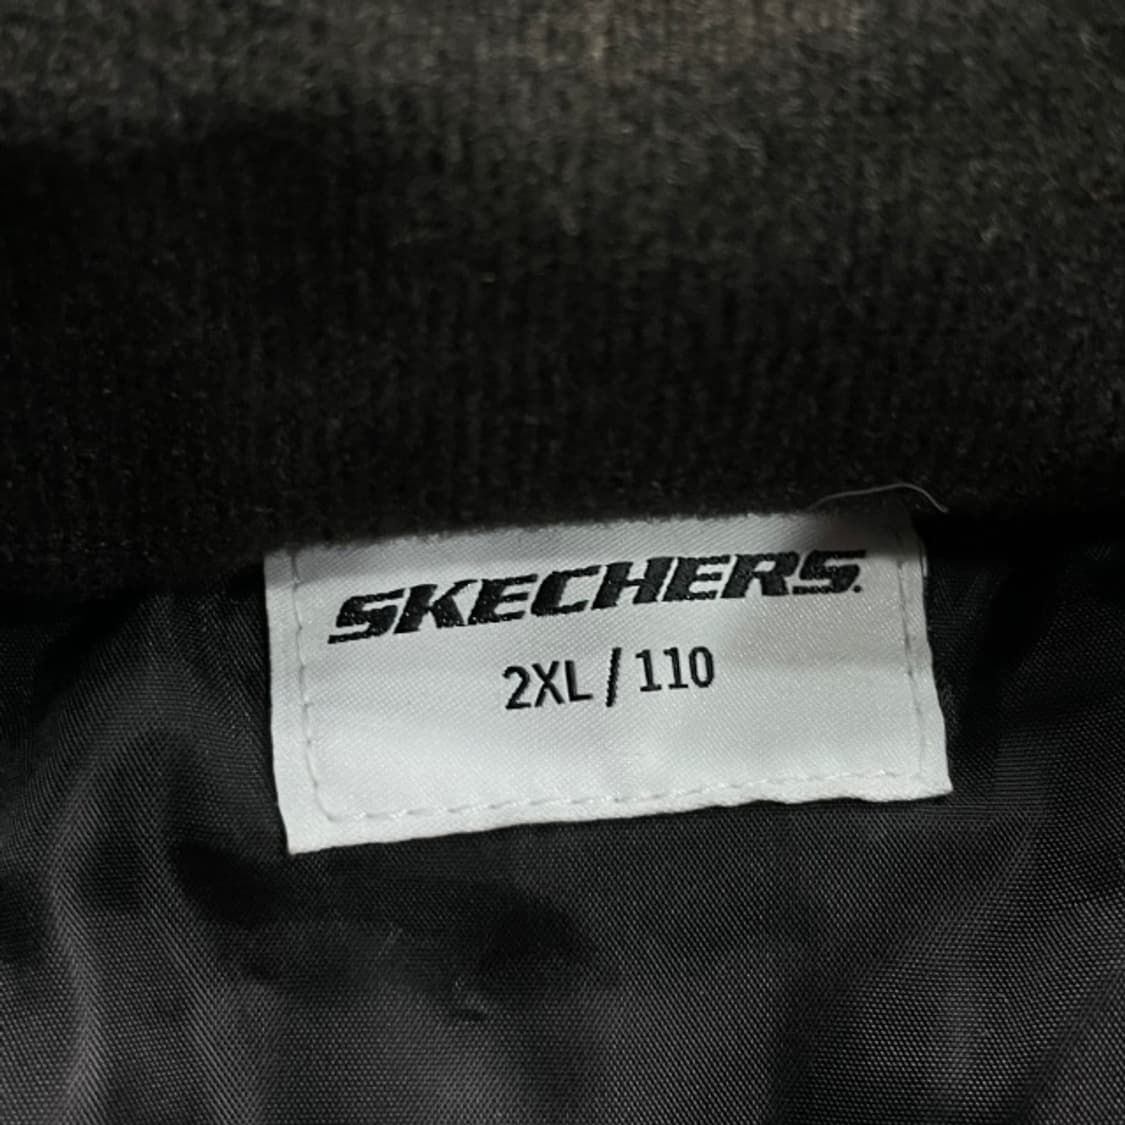 SKECHERS.
2XL / 110